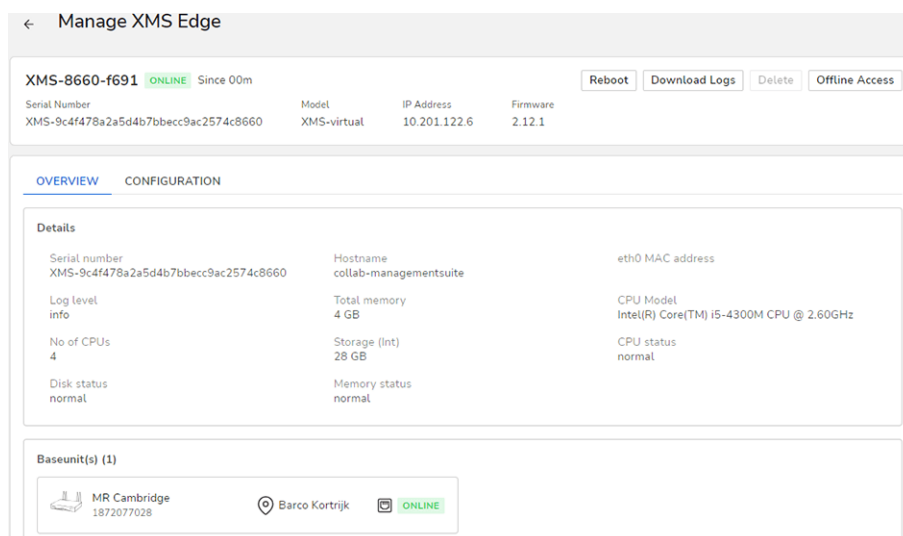 Manage XMS Edge
XMS-8660-f691 ONLINE Since 00m
Reboot Download Logs Delete Offline Access
Serial Number Model IP Address Firmware
XMS-9c4f478a2a5d4b7bbecc9ac2574c8660 XMS-virtual 10.201.122.6 2.12.1
OVERVIEW CONFIGURATION
Details
Serial number Hostname eth0 MAC address
XMS-9c4f478a2a5d4b7bbecc9ac2574c8660 collab-managementsuite
Log level Total memory CPU Model
info 4 GB Intel(R) Core(TM) i5-4300M CPU @ 2.60GHz
No of CPUs Storage (Int) CPU status
4 28 GB normal
Disk status Memory status
normal normal
Baseunit(s) (1)
MR Cambridge Barco Kortrijk ONLINE
1872077028